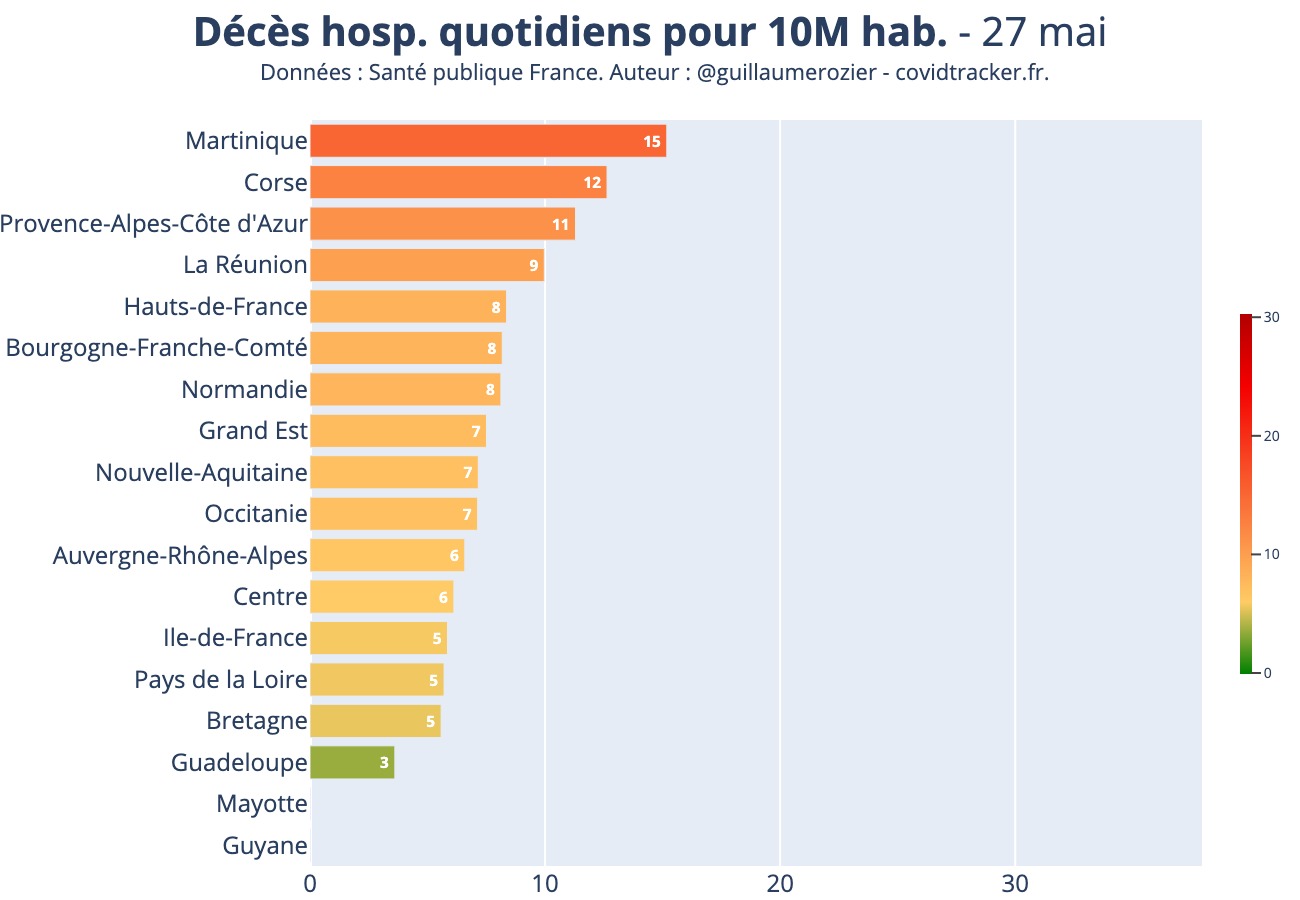 Décès hosp. quotidiens pour 10M hab. - 27 mai
Données : Santé publique France. Auteur : @guillaumerozier - covidtracker.fr.
Martinique 15
Corse 12
Provence-Alpes-Côte d'Azur 11
La Réunion 9
Hauts-de-France 8
Bourgogne-Franche-Comté 8
Normandie 8
Grand Est 7
Nouvelle-Aquitaine 7
Occitanie 7
Auvergne-Rhône-Alpes 6
Centre 6
Ile-de-France 5
Pays de la Loire 5
Bretagne 5
Guadeloupe 3
Mayotte
Guyane
0 10 20 30
30
20
10
0